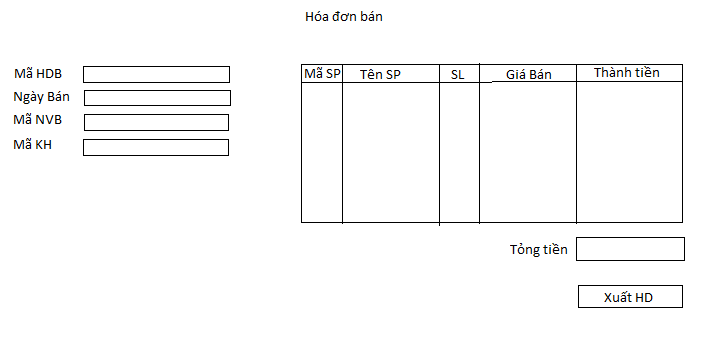 Hóa đơn bán
Mã HDB
Ngày Bán
Mã NVB
Mã KH
Mã SP Tên SP SL Giá Bán Thành tiền
Tổng tiền
Xuất HD